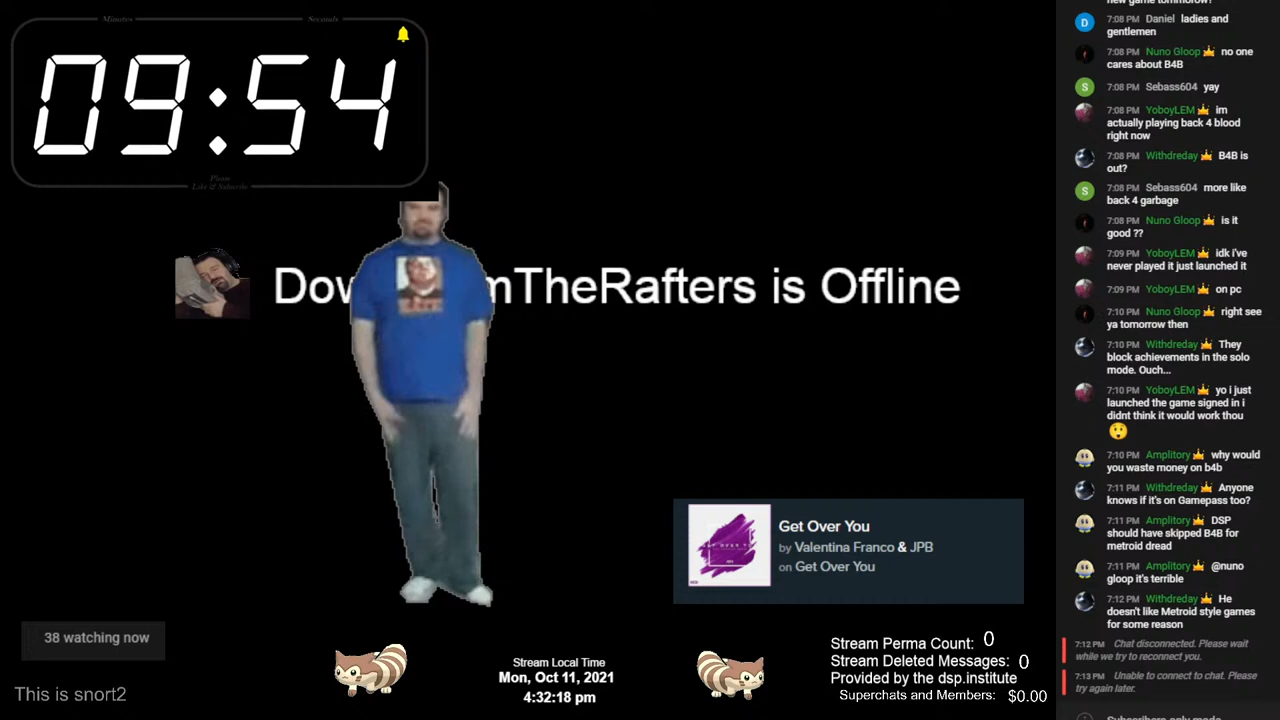 Minutes
Seconds
09:54
Please
Like & Subscribe
mTheRafters is Offline
Get Over You
by Valentina Franco & JPB
on Get Over You
38 watching now
This is snort2
Stream Local Time
Mon, Oct 11, 2021
4:32:18 pm
Stream Perma Count: 0
Stream Deleted Messages: 0
Provided by the dsp.institute
Superchats and Members: $0.00
new game tommorow?
D
7:08 PM Daniel ladies and
gentlemen
7:08 PM Nuno Gloop no one
cares about B4B
S
7:08 PM Sebass604 yay
7:08 PM YoboyLEM im
actually playing back 4 blood
right now
7:08 PM Withdreday B4B is
out?
S
7:08 PM Sebass604 more like
back 4 garbage
7:08 PM Nuno Gloop is it
good ??
7:09 PM YoboyLEM idk i've
never played it just launched it
7:09 PM YoboyLEM on pc
7:10 PM Nuno Gloop right see
ya tomorrow then
7:10 PM Withdreday They
block achievements in the solo
mode. Ouch...
7:10 PM YoboyLEM yo i just
launched the game signed in i
didnt think it would work thou
7:10 PM Amplitory why would
you waste money on b4b
7:11 PM Withdreday Anyone
knows if it's on Gamepass too?
7:11 PM Amplitory DSP
should have skipped B4B for
metroid dread
7:11 PM Amplitory @nuno
gloop it's terrible
7:12 PM Withdreday He
doesn't like Metroid style games
for some reason
7:12 PM Chat disconnected. Please wait
while we try to reconnect you.
7:13 PM Unable to connect to chat. Please
try again later.
Subscribers-only mode